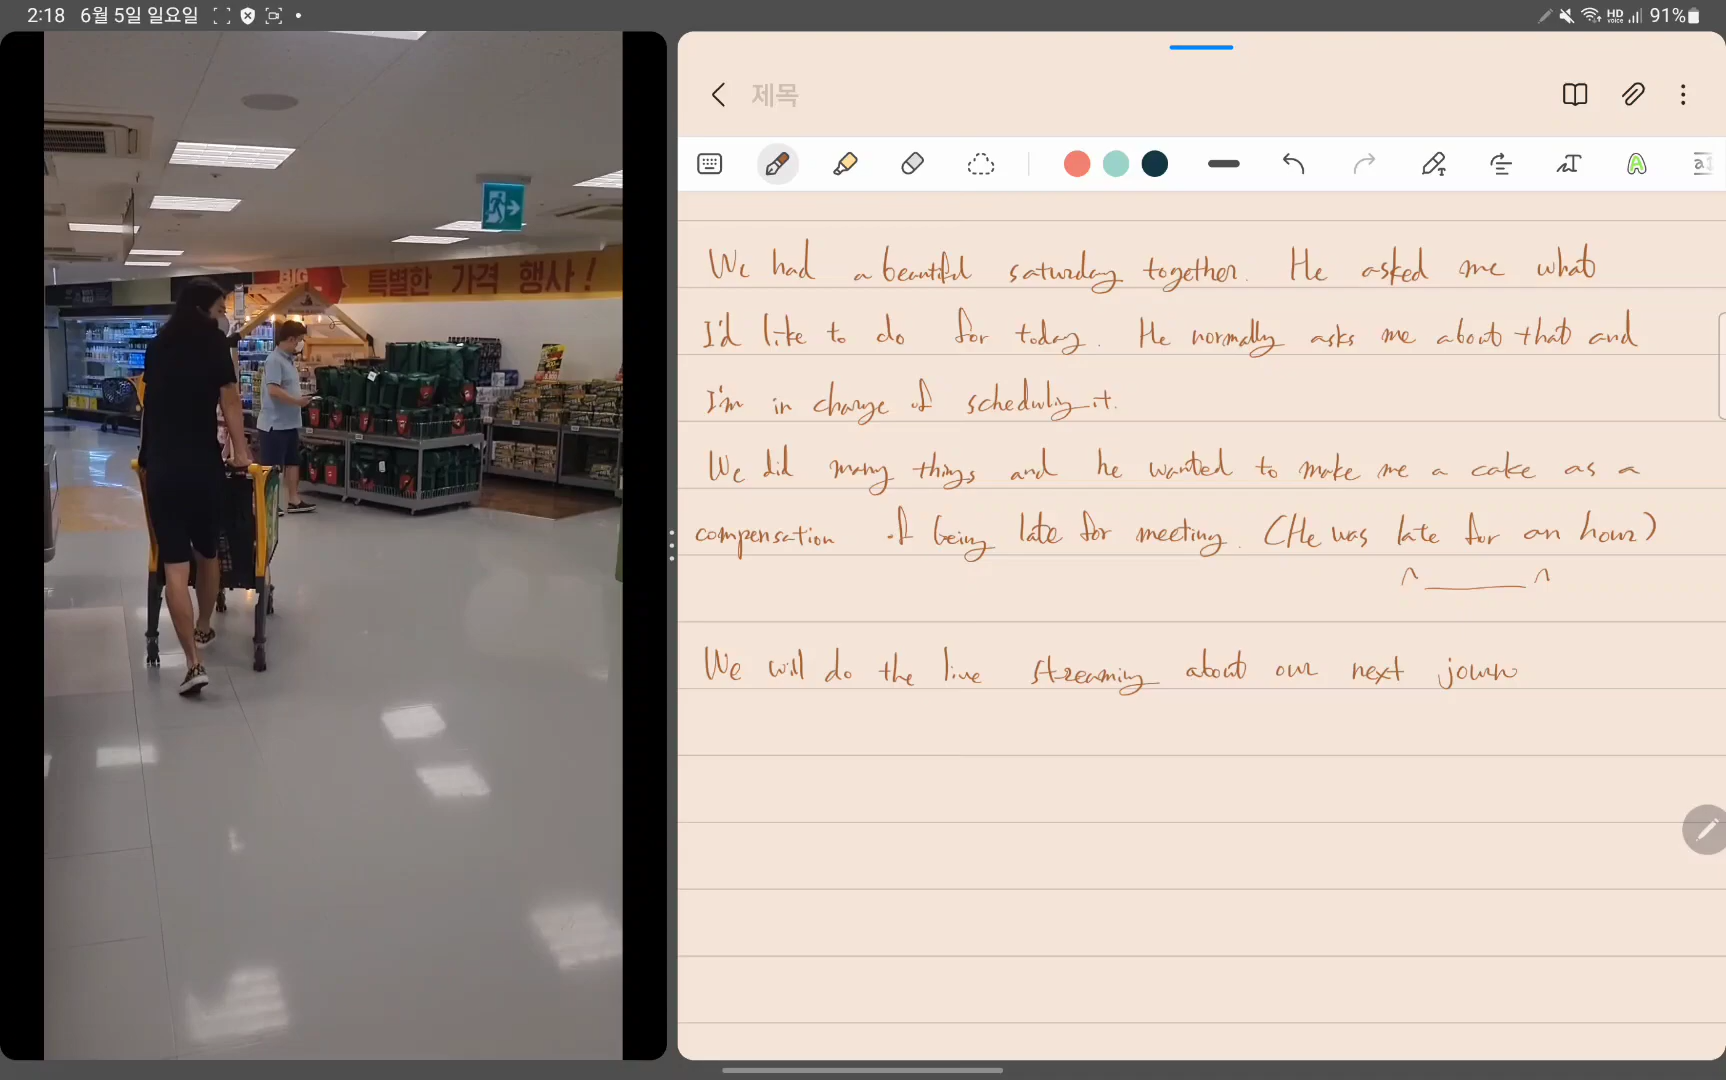 2:18 6월 5일 일요일
HD voice 91%
BIG
특별한 가격 행사!
제목
We had a beautiful saturday together. He asked me what
I'd like to do for today. He normally asks me about that and
I'm in charge of scheduling it.
We did many things and he wanted to make me a cake as a
compensation of being late for meeting. (He was late for an hour)
^ ___ ^
We will do the live streaming about our next journ